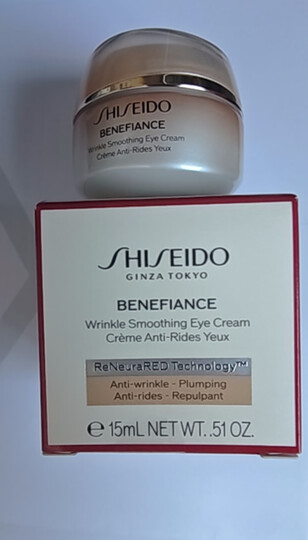 SHISEIDO
BENEFIANCE
Wrinkle Smoothing Eye Cream
Crème Anti-Rides Yeux
SHISEIDO
GINZA TOKYO
BENEFIANCE
Wrinkle Smoothing Eye Cream
Crème Anti-Rides Yeux
ReNeuraRED Technology™
Anti-wrinkle - Plumping
Anti-rides - Repulpant
℮ 15mL NET WT. .51 OZ.